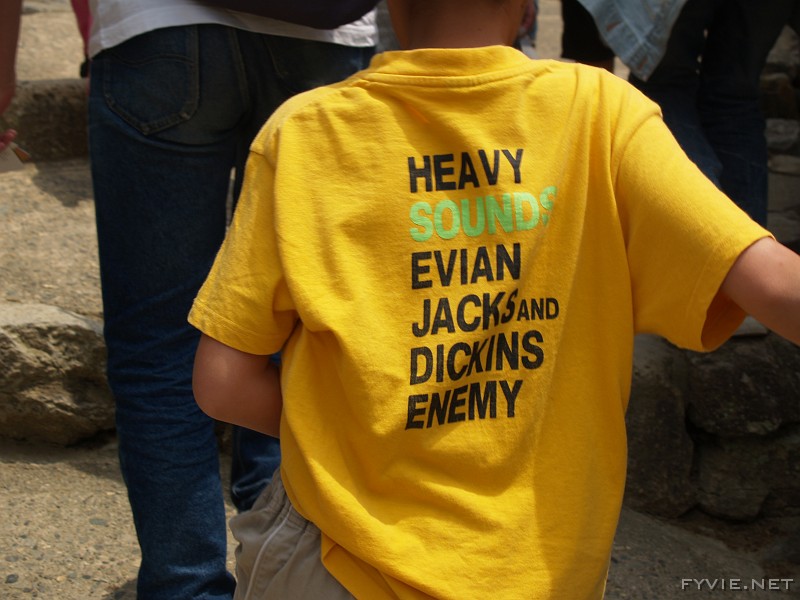 HEAVY
SOUNDS
EVIAN
JACKS AND
DICKINS
ENEMY
FYVIE.NET